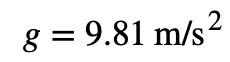 g = 9.81 m/s²